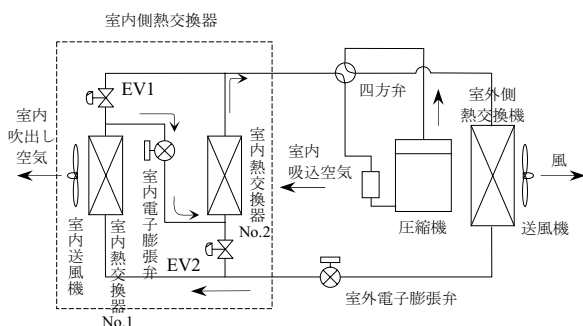 室内側熱交換器
EV1
室内
吹出し
空気
室内送風機
室内熱交換器
No.1
室内電子膨張弁
室内熱交換器
No.2
EV2
室内
吸込空気
四方弁
圧縮機
室外側
熱交換機
風
送風機
室外電子膨張弁